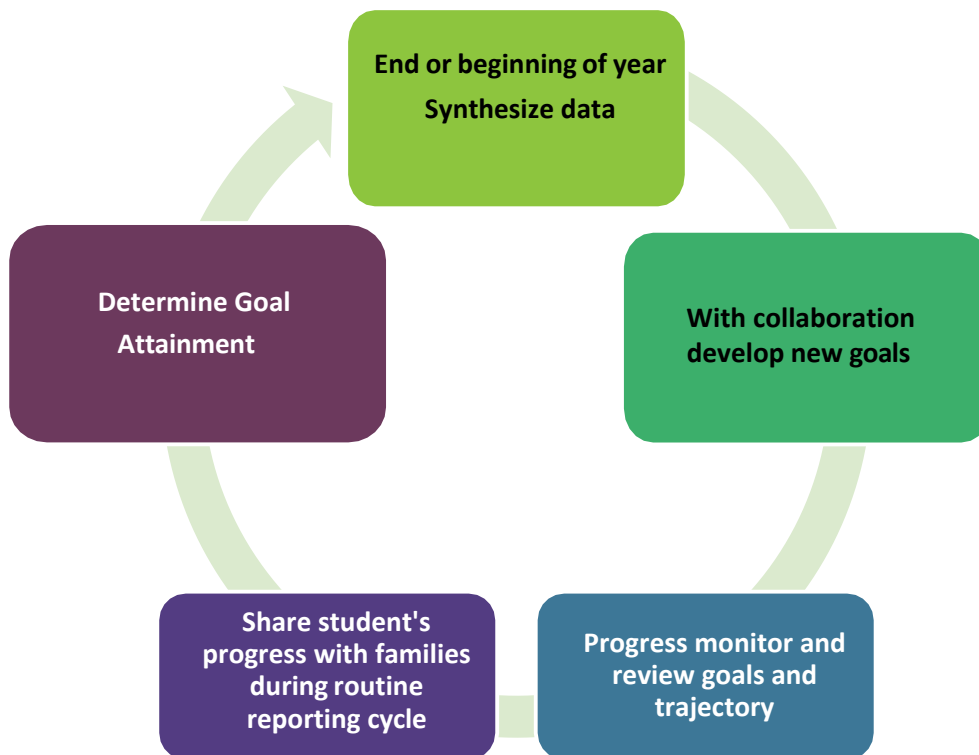 End or beginning of year
Synthesize data
With collaboration
develop new goals
Progress monitor and
review goals and
trajectory
Share student's
progress with families
during routine
reporting cycle
Determine Goal
Attainment